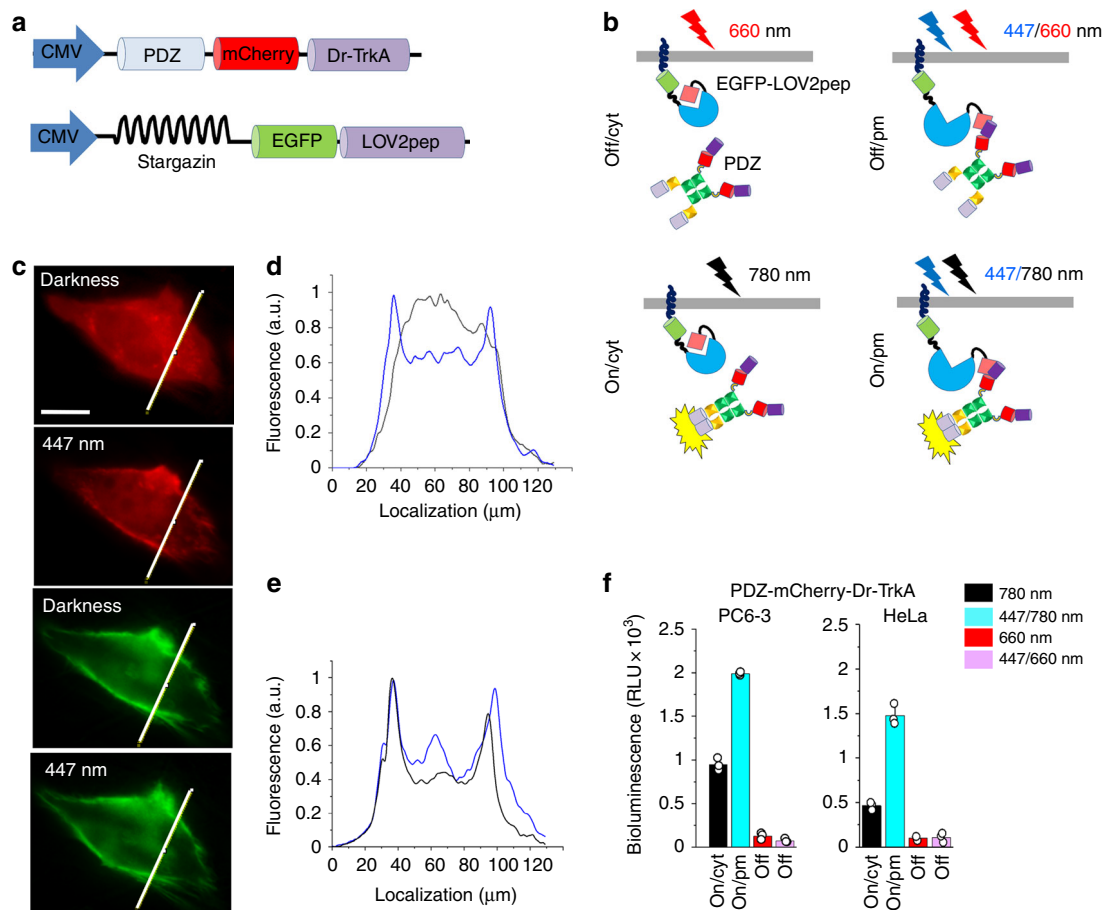 a
CMV
PDZ
mCherry
Dr-TrkA
CMV
Stargazin
EGFP
LOV2pep
b
660 nm
447/660 nm
Off/cyt
EGFP-LOV2pep
PDZ
Off/pm
780 nm
447/780 nm
On/cyt
On/pm
c
Darkness
447 nm
Darkness
447 nm
d
Fluorescence (a.u.)
1
0.8
0.6
0.4
0.2
0
0 20 40 60 80 100 120
Localization (μm)
e
Fluorescence (a.u.)
1
0.8
0.6
0.4
0.2
0
0 20 40 60 80 100 120
Localization (μm)
f
PDZ-mCherry-Dr-TrkA
PC6-3
HeLa
780 nm
447/780 nm
660 nm
447/660 nm
Bioluminescence (RLU × 10³)
2.5
2
1.5
1
0.5
0
On/cyt
On/pm
Off
Off
2.5
2
1.5
1
0.5
0
On/cyt
On/pm
Off
Off